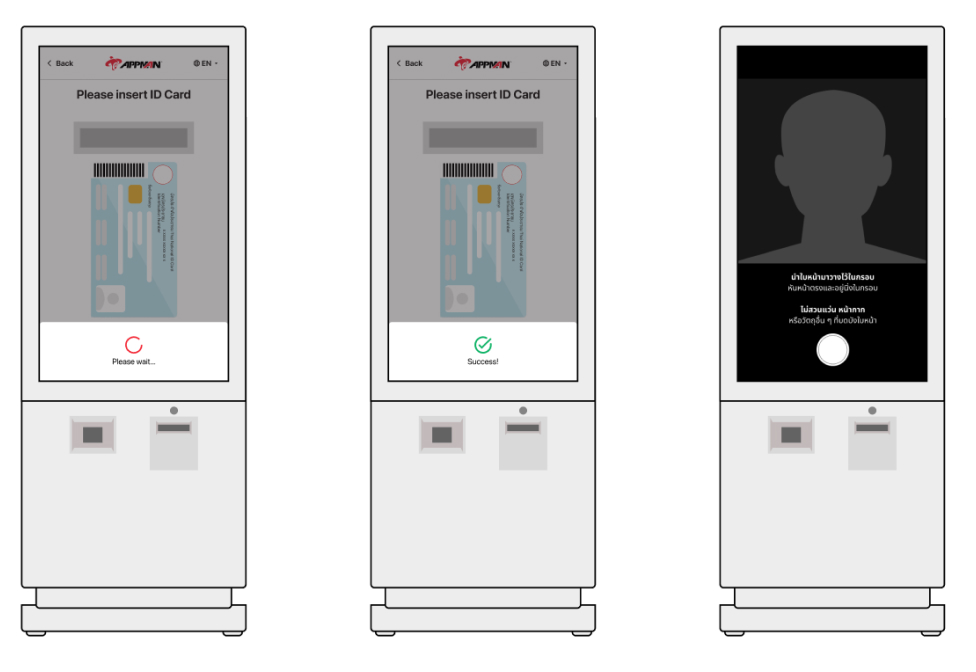 Back
APPMAN
EN
Please insert ID Card
Please wait...
Back
APPMAN
EN
Please insert ID Card
Success!
นำใบหน้ามาวางไว้ในกรอบ
หันหน้าตรงและอยู่นิ่งในกรอบ
ไม่สวมแว่น หน้ากาก
หรือวัตถุอื่น ๆ ที่บดบังใบหน้า